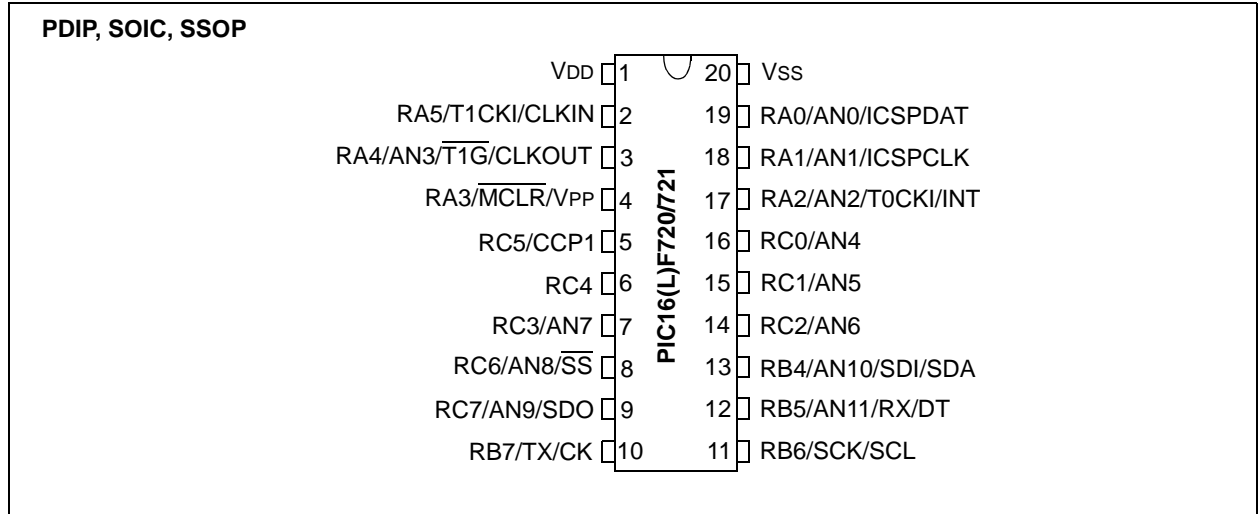 PDIP, SOIC, SSOP
VDD 1 20 VSS
RA5/T1CKI/CLKIN 2 19 RA0/AN0/ICSPDAT
RA4/AN3/T1G/CLKOUT 3 18 RA1/AN1/ICSPCLK
RA3/MCLR/VPP 4 17 RA2/AN2/T0CKI/INT
RC5/CCP1 5 16 RC0/AN4
RC4 6 15 RC1/AN5
RC3/AN7 7 14 RC2/AN6
RC6/AN8/SS 8 13 RB4/AN10/SDI/SDA
RC7/AN9/SDO 9 12 RB5/AN11/RX/DT
RB7/TX/CK 10 11 RB6/SCK/SCL
PIC16(L)F720/721